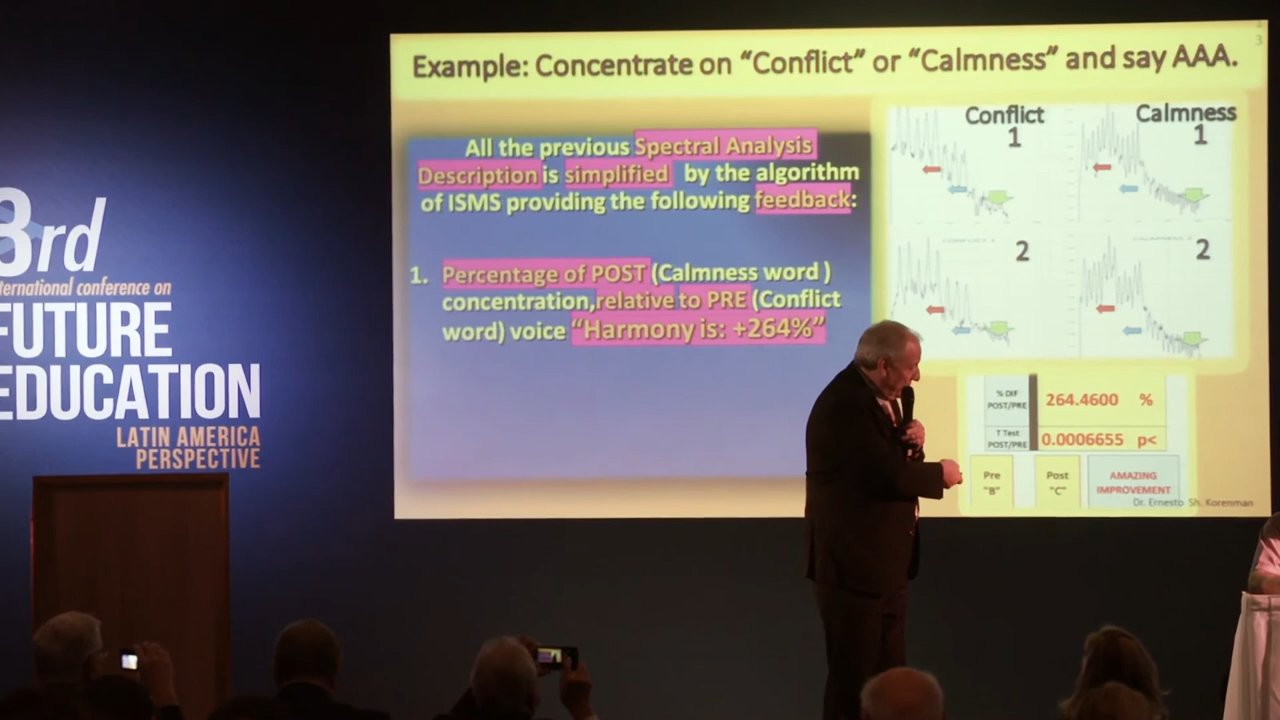 3rd
international conference on
FUTURE
EDUCATION
LATIN AMERICA
PERSPECTIVE
Example: Concentrate on “Conflict” or “Calmness” and say AAA.
All the previous Spectral Analysis
Description is simplified by the algorithm
of ISMS providing the following feedback:
1. Percentage of POST (Calmness word )
concentration,relative to PRE (Conflict
word) voice “Harmony is: +264%”
Conflict
1
Calmness
1
2
2
% DIF
POST/PRE
264.4600 %
T Test
POST/PRE
0.0006655 p<
Pre
"B"
Post
"C"
AMAZING
IMPROVEMENT
Dr. Ernesto Sh. Korenman
3